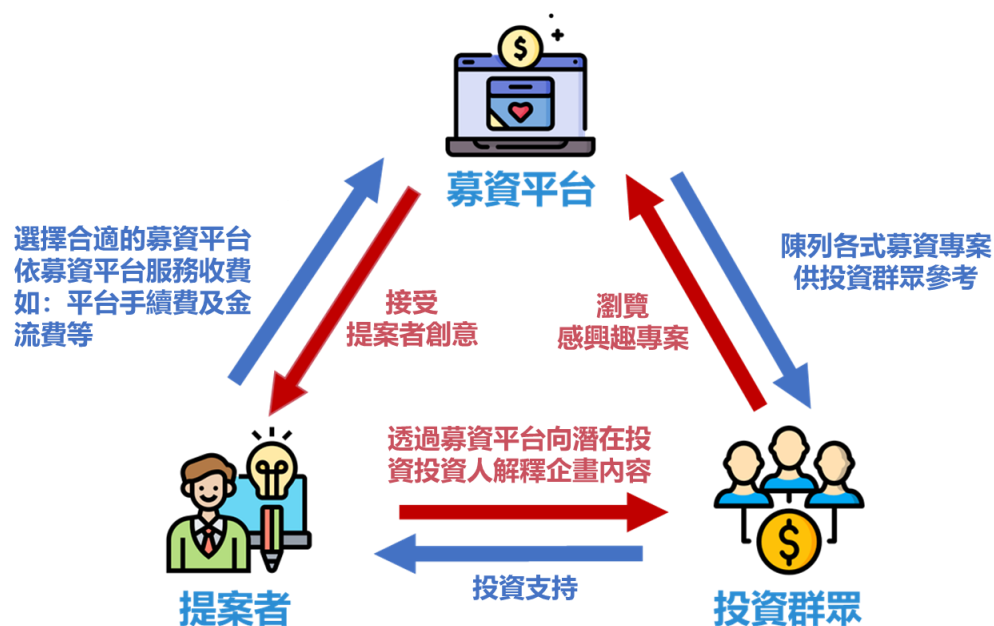 募資平台
選擇合適的募資平台
依募資平台服務收費
如：平台手續費及金
流費等
接受
提案者創意
瀏覽
感興趣專案
陳列各式募資專案
供投資群眾參考
透過募資平台向潛在投
資投資人解釋企畫內容
投資支持
提案者
投資群眾